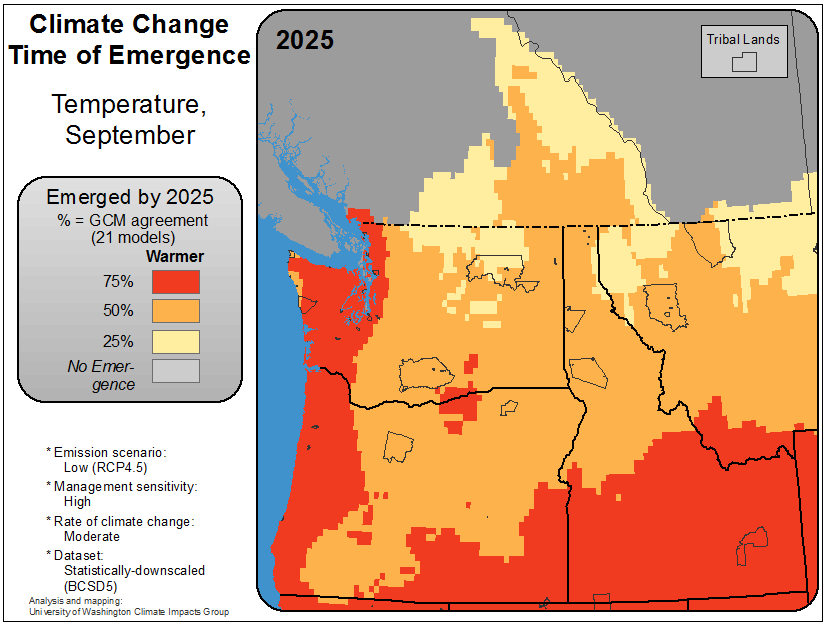 Climate Change
Time of Emergence
Temperature,
September
Emerged by 2025
% = GCM agreement
(21 models)
Warmer
75%
50%
25%
No Emer-
gence
* Emission scenario:
Low (RCP4.5)
* Management sensitivity:
High
* Rate of climate change:
Moderate
* Dataset:
Statistically-downscaled
(BCSD5)
Analysis and mapping:
University of Washington Climate Impacts Group
2025
Tribal Lands